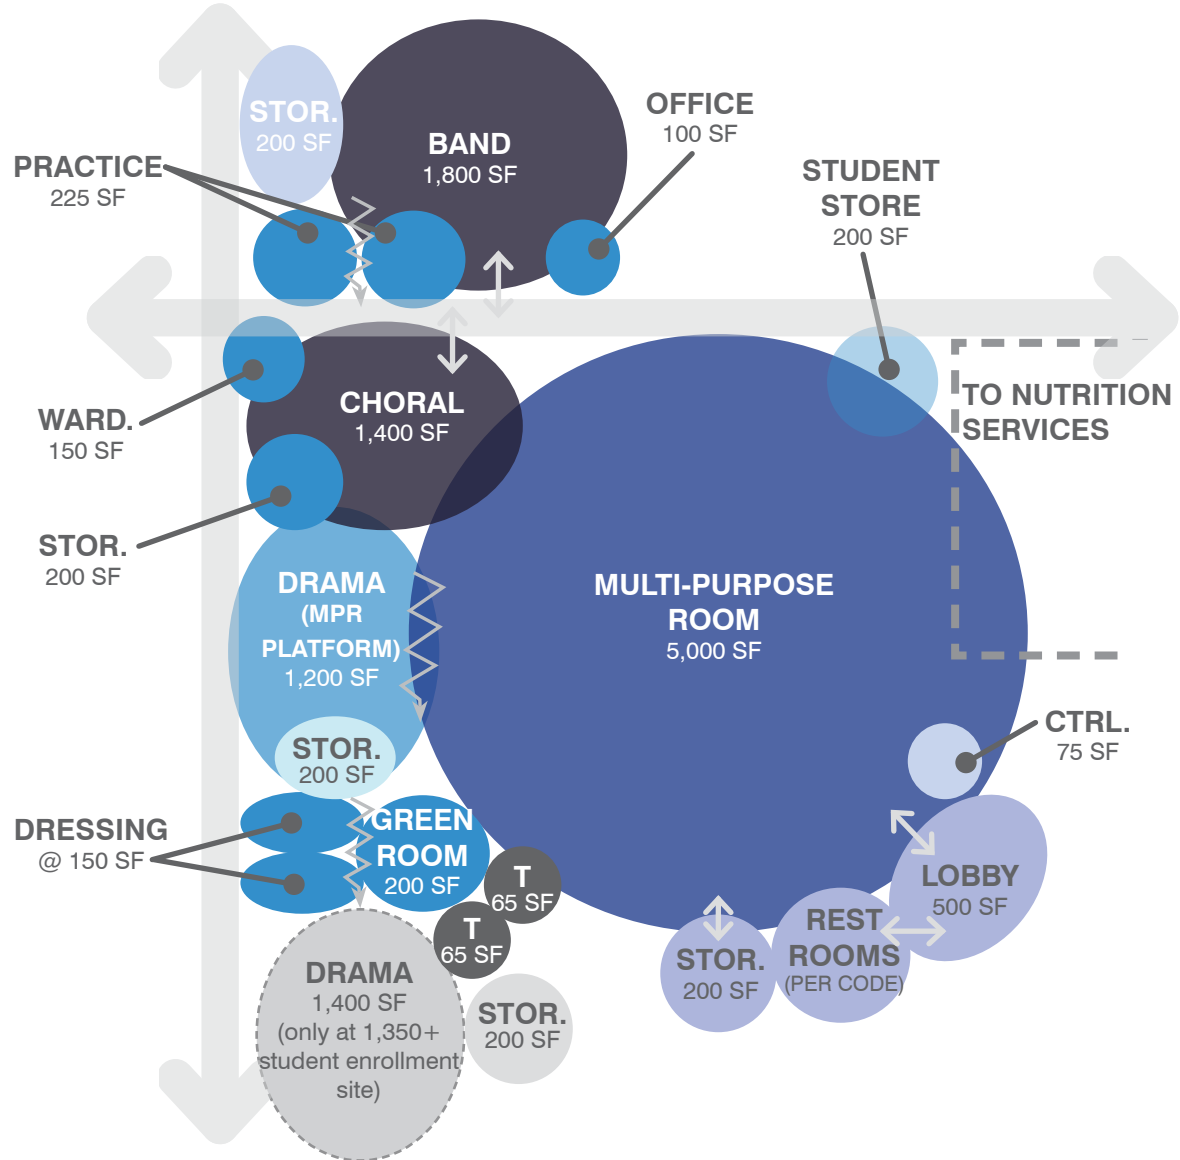 STOR.
200 SF
BAND
1,800 SF
OFFICE
100 SF
PRACTICE
225 SF
STUDENT
STORE
200 SF
WARD.
150 SF
CHORAL
1,400 SF
TO NUTRITION
SERVICES
STOR.
200 SF
DRAMA
(MPR
PLATFORM)
1,200 SF
MULTI-PURPOSE
ROOM
5,000 SF
STOR.
200 SF
CTRL.
75 SF
DRESSING
@ 150 SF
GREEN
ROOM
200 SF
T
65 SF
T
65 SF
LOBBY
500 SF
REST
ROOMS
(PER CODE)
STOR.
200 SF
DRAMA
1,400 SF
(only at 1,350+
student enrollment
site)
STOR.
200 SF